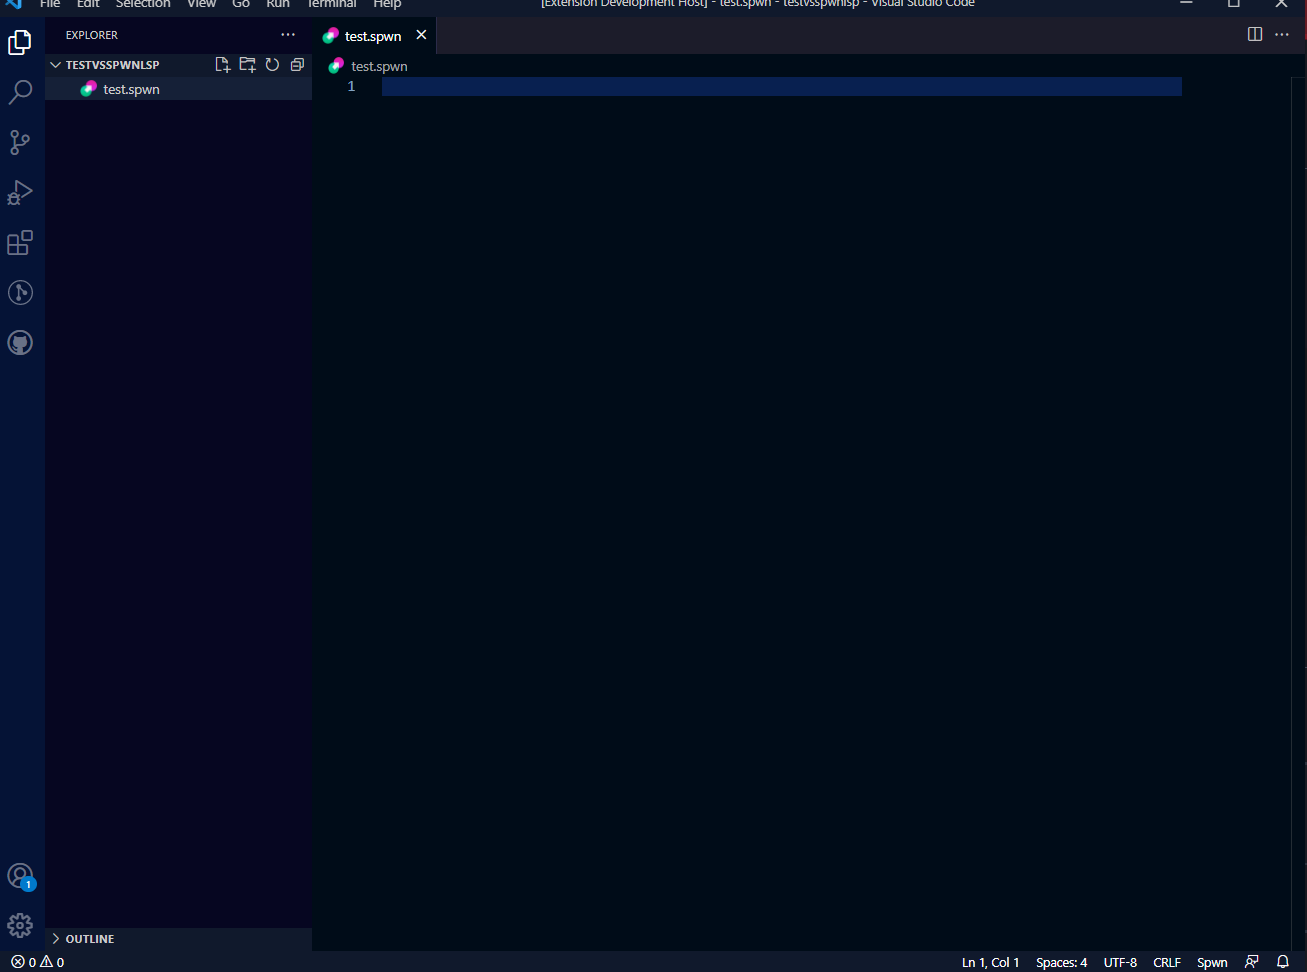 File Edit Selection View Go Run Terminal Help [Extension Development Host] - test.spwn - testvsspwnlsp - Visual Studio Code
EXPLORER
test.spwn
TESTVSSPWNLSP
test.spwn
test.spwn
1
1
OUTLINE
0 0 Ln 1, Col 1 Spaces: 4 UTF-8 CRLF Spwn